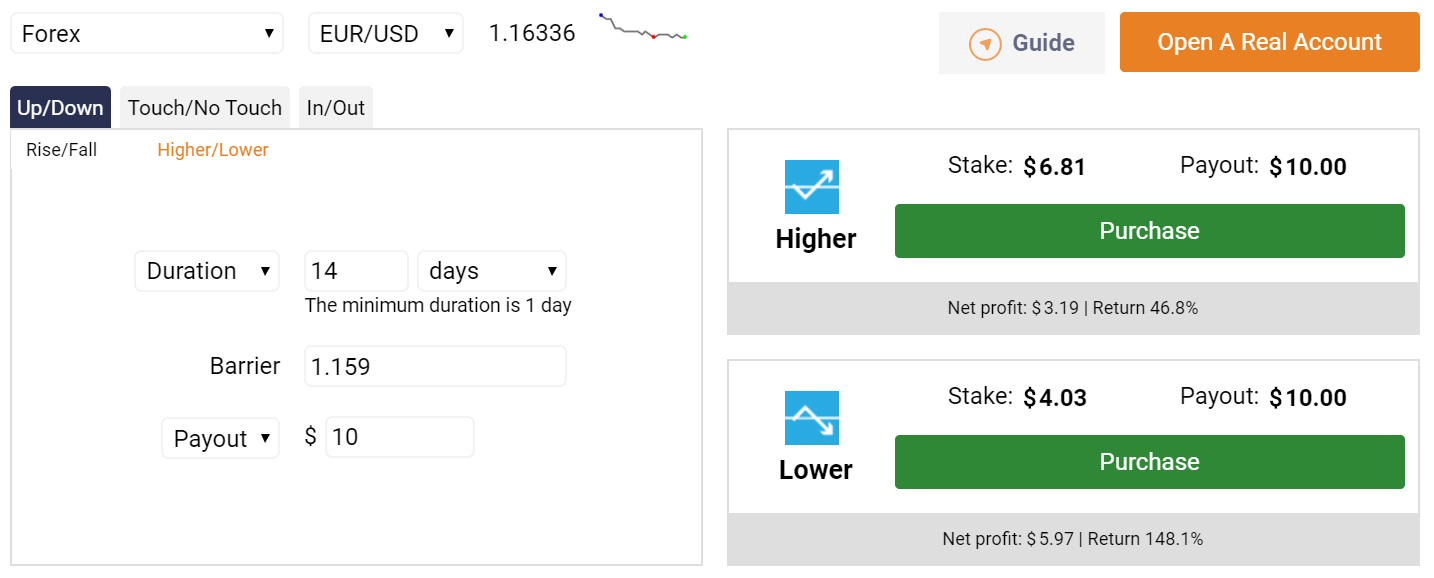 Forex EUR/USD 1.16336 Guide Open A Real Account
Up/Down Touch/No Touch In/Out
Rise/Fall Higher/Lower
Duration 14 days
The minimum duration is 1 day
Barrier 1.159
Payout $ 10
Stake: $6.81 Payout: $10.00
Purchase
Higher
Net profit: $3.19 | Return 46.8%
Stake: $4.03 Payout: $10.00
Purchase
Lower
Net profit: $5.97 | Return 148.1%